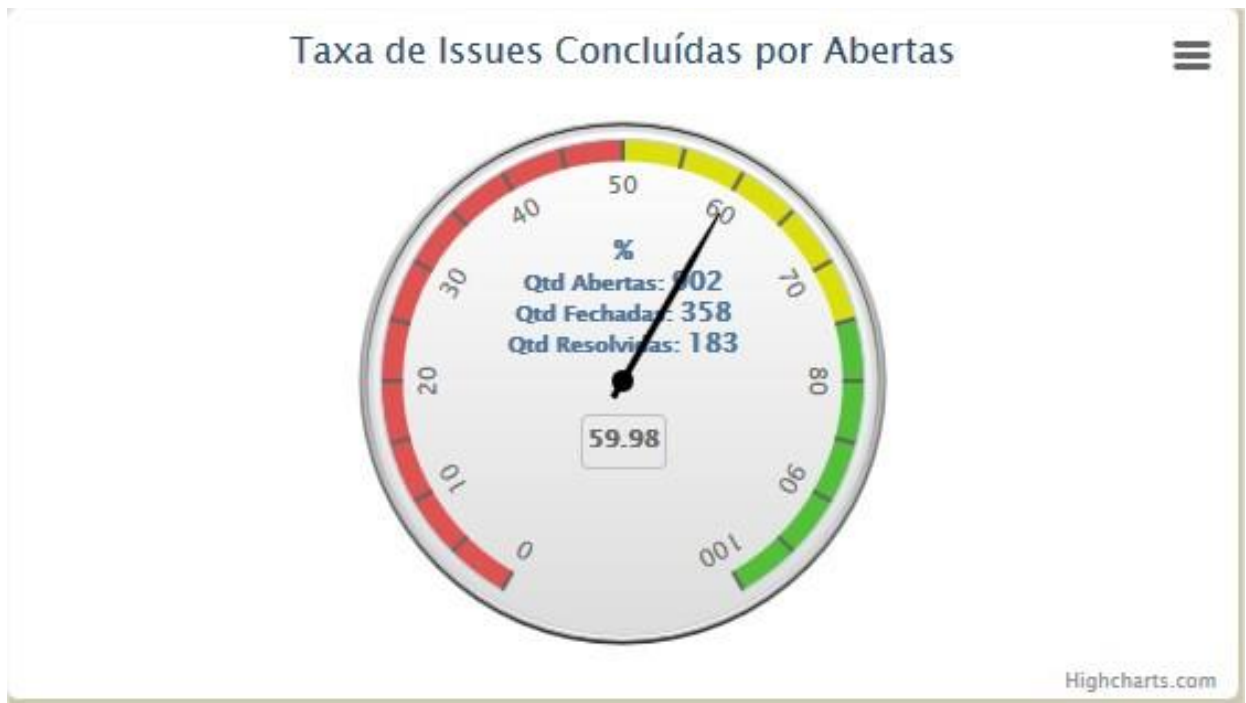 Taxa de Issues Concluídas por Abertas
50
40
60
%
30
Qtd Abertas: 902
70
Qtd Fechadas: 358
Qtd Resolvidas: 183
20
80
59.98
10
90
0
100
Highcharts.com